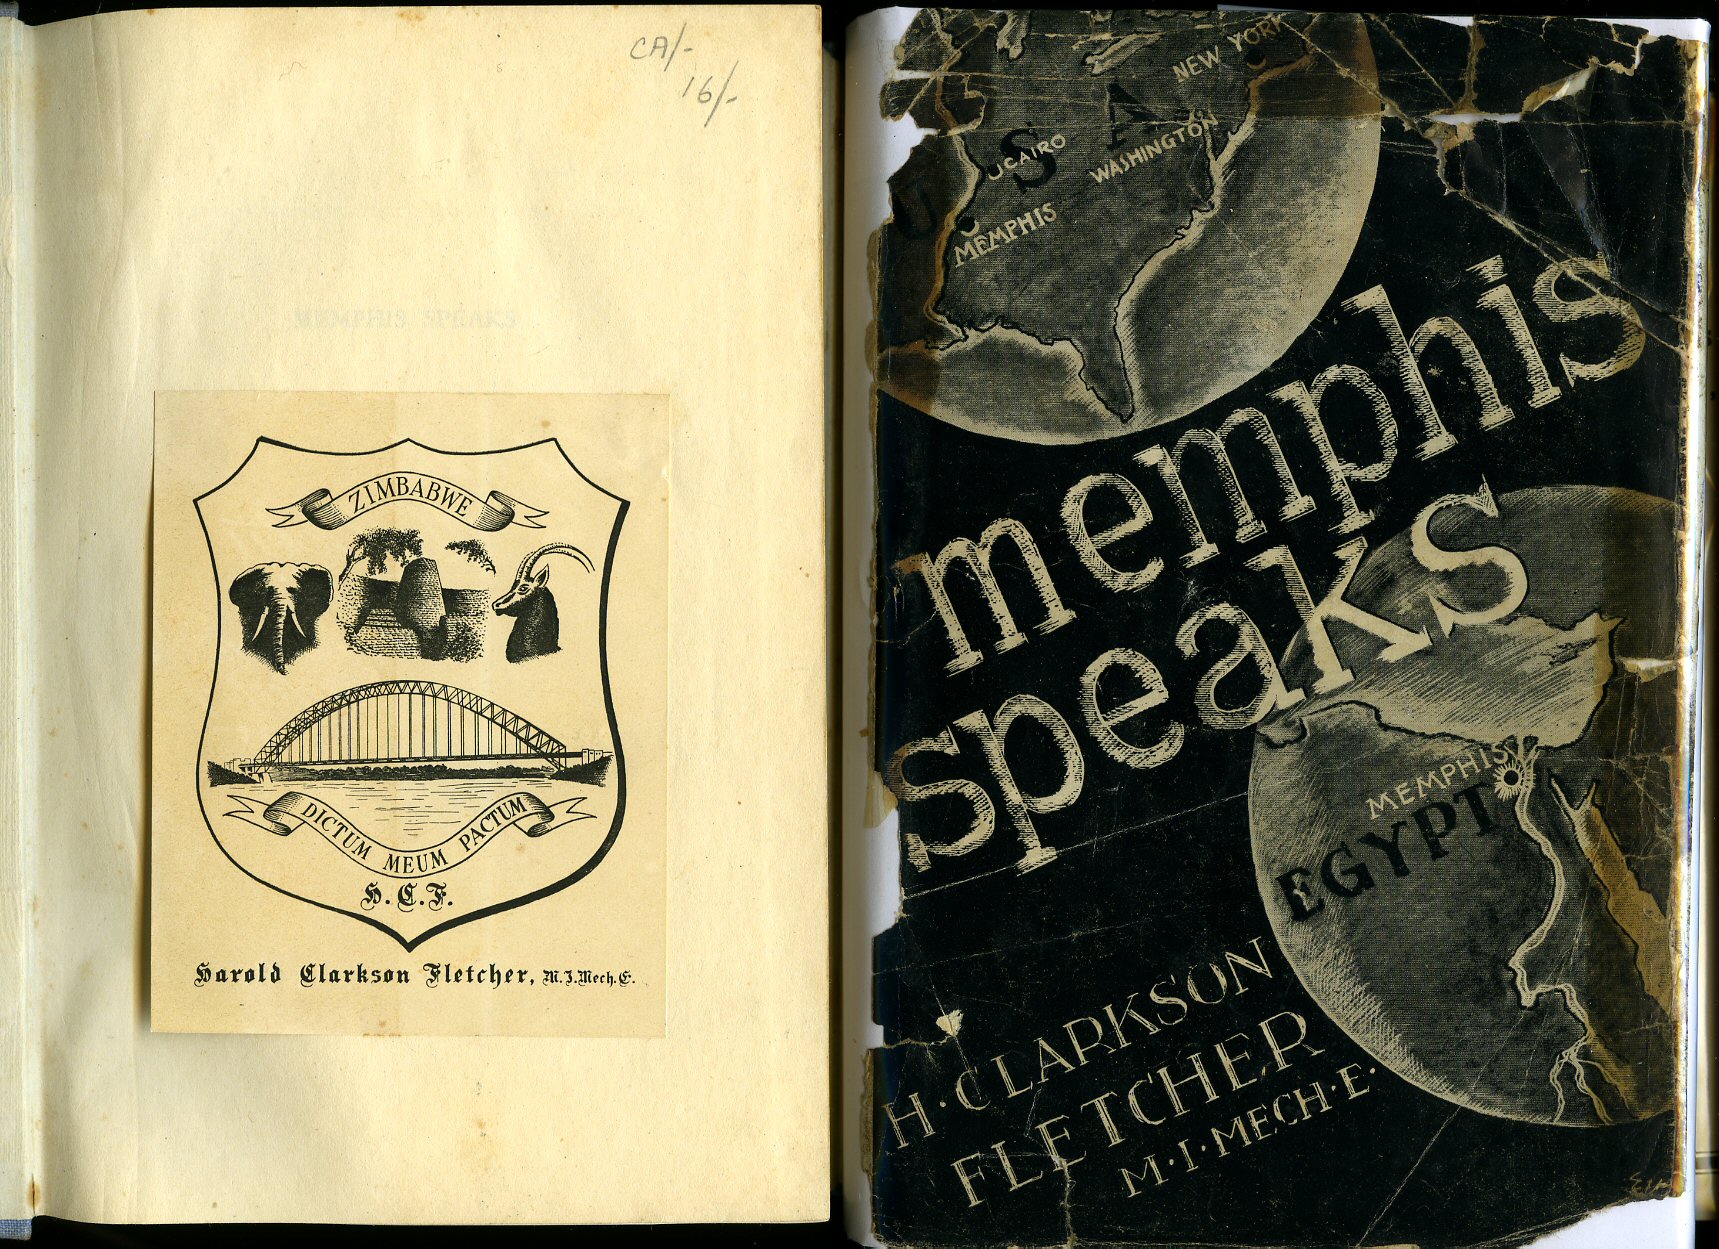 CA/-
16/-
MEMPHIS SPEAKS
ZIMBABWE
DICTUM MEUM PACTUM
H. C. F.
Harold Clarkson Fletcher, M.I.Mech.E.
NEW YORK
U. S. A
CAIRO
WASHINGTON
MEMPHIS
memphis
speaks
MEMPHIS
EGYPT
H. CLARKSON
FLETCHER
M.I.MECH.E.